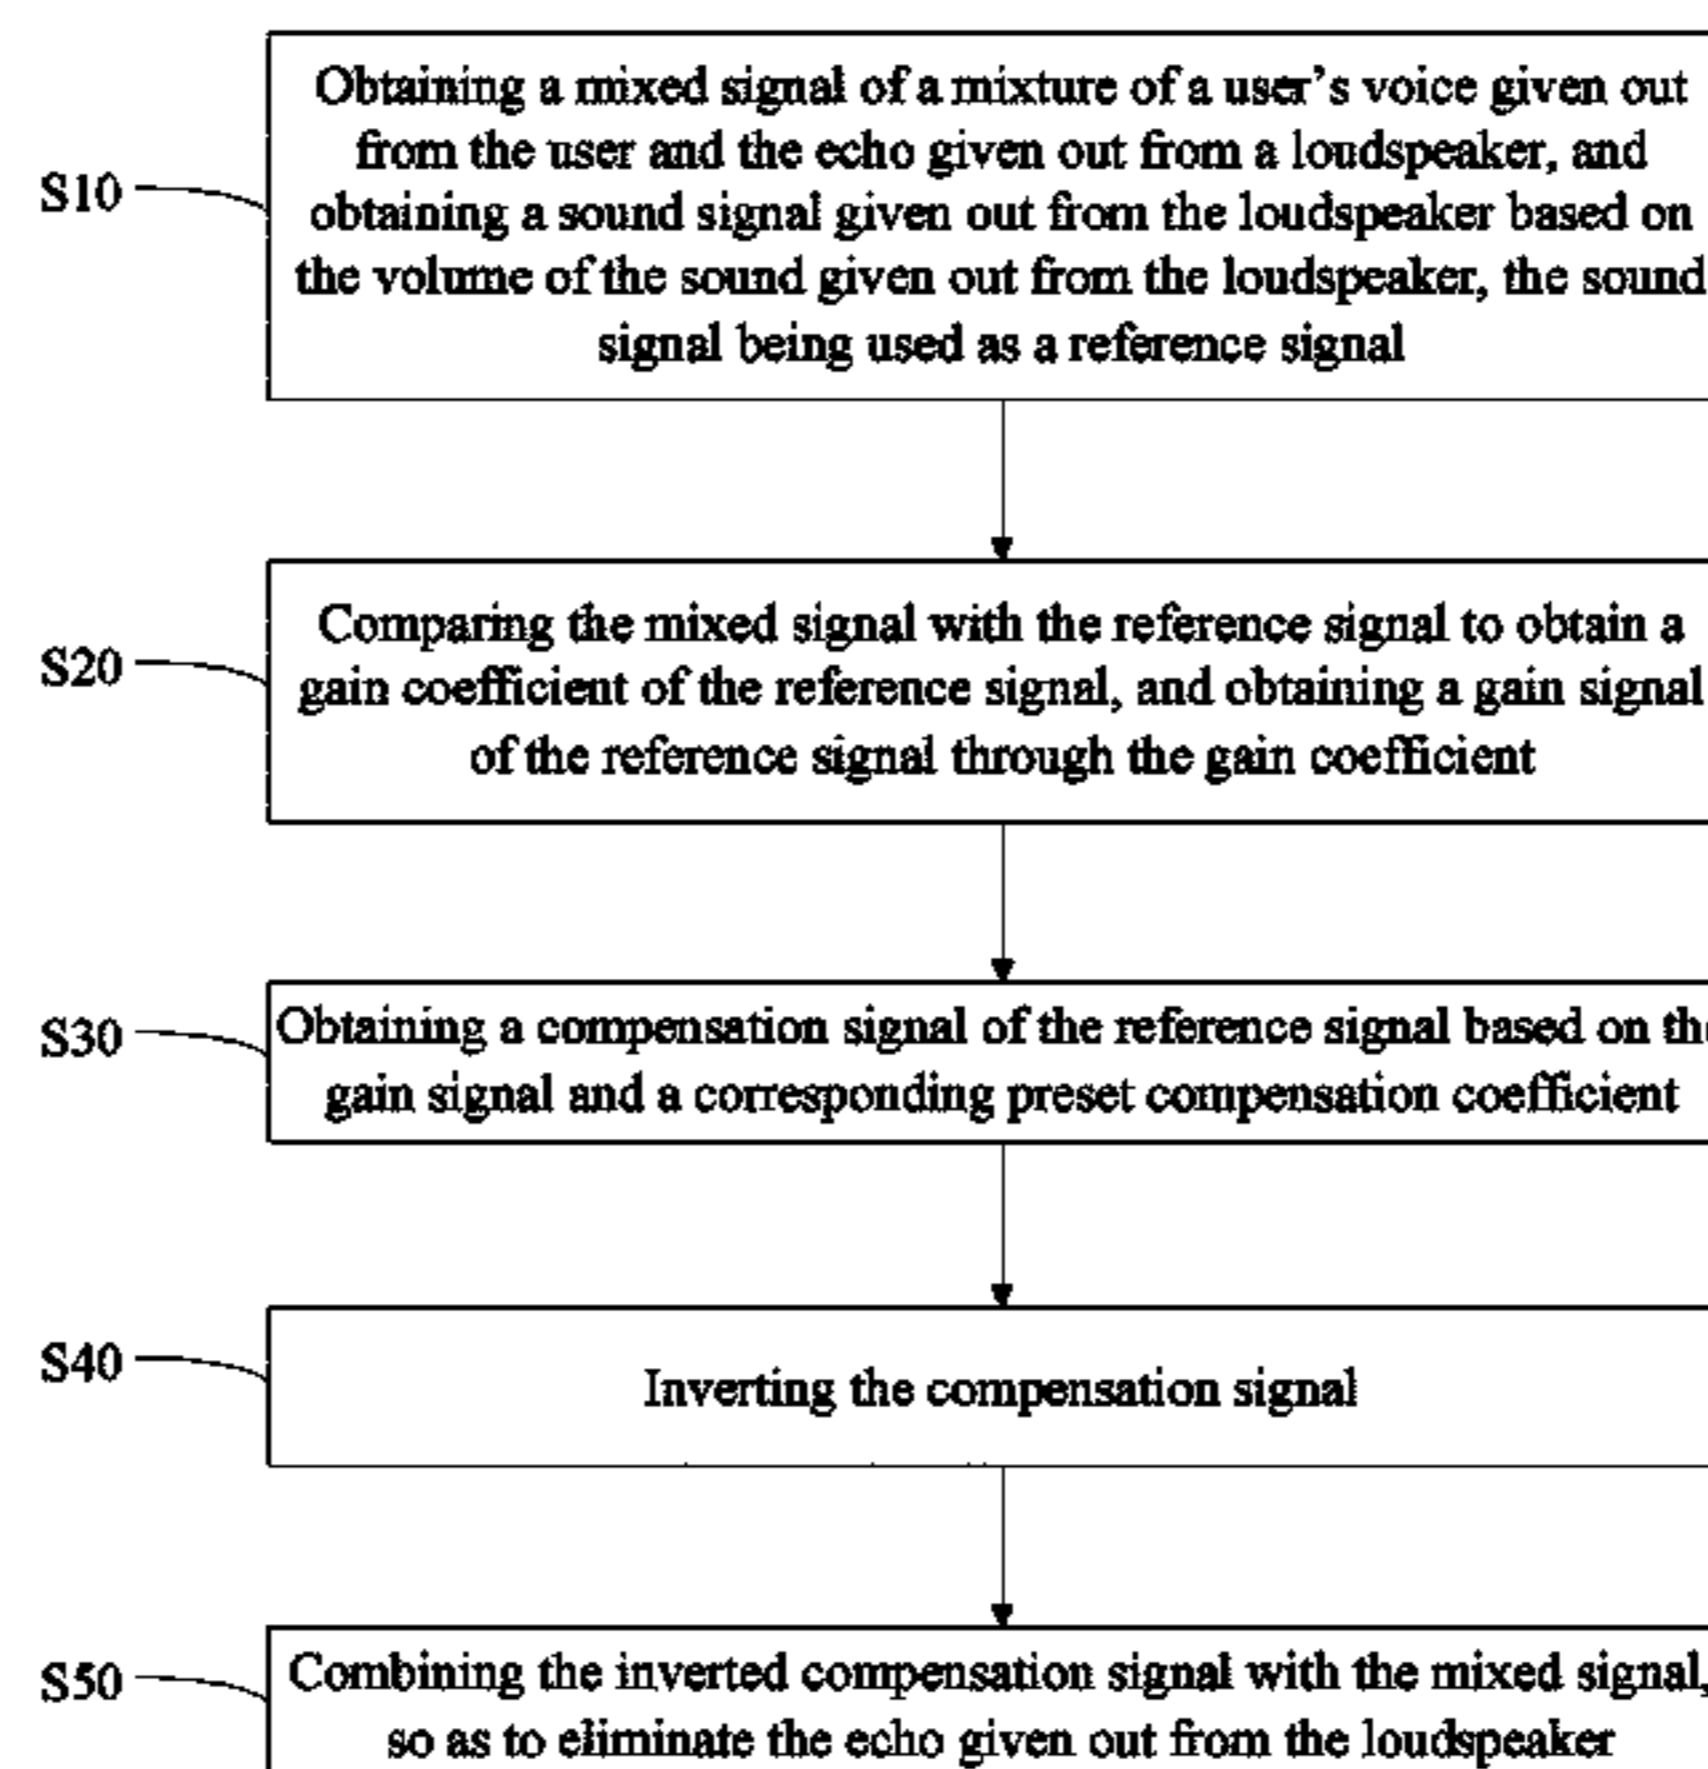 Obtaining a mixed signal of a mixture of a user's voice given out
from the user and the echo given out from a loudspeaker, and
S10
obtaining a sound signal given out from the loudspeaker based on
the volume of the sound given out from the loudspeaker, the sound
signal being used as a reference signal
Comparing the mixed signal with the reference signal to obtain a
S20
gain coefficient of the reference signal, and obtaining a gain signal
of the reference signal through the gain coefficient
S30
Obtaining a compensation signal of the reference signal based on the
gain signal and a corresponding preset compensation coefficient
S40
Inverting the compensation signal
S50
Combining the inverted compensation signal with the mixed signal,
so as to eliminate the echo given out from the loudspeaker